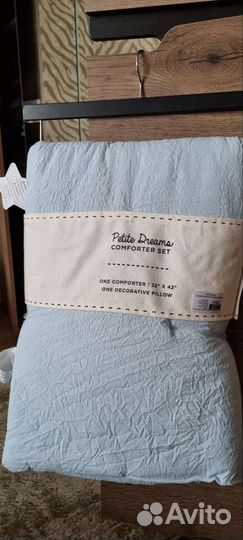 Petite Dreams
COMFORTER SET
ONE COMFORTER / 32" X 42"
ONE DECORATIVE PILLOW
Avito